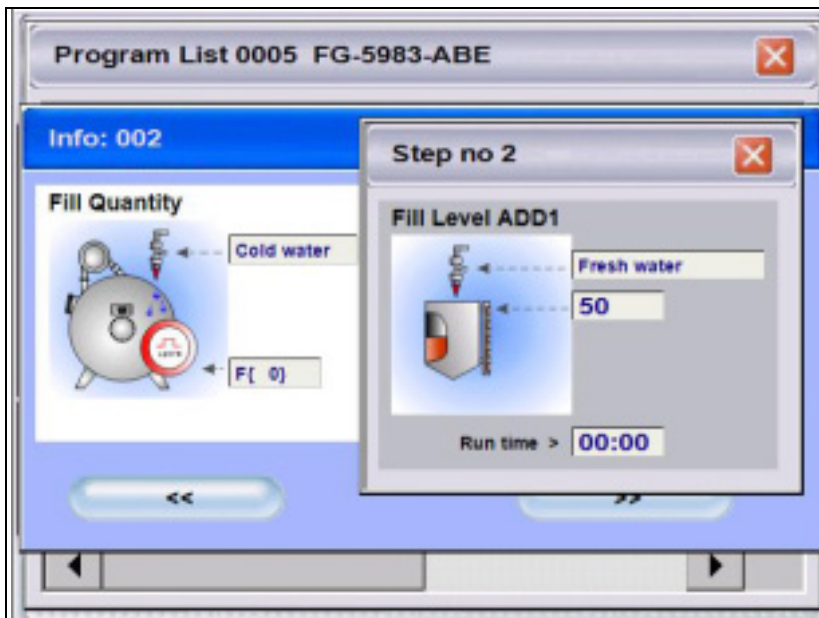 Program List 0005 FG-5983-ABE
Info: 002
Fill Quantity
Cold water
F{ 0}
<<
Step no 2
Fill Level ADD1
Fresh water
50
Run time > 00:00
>>